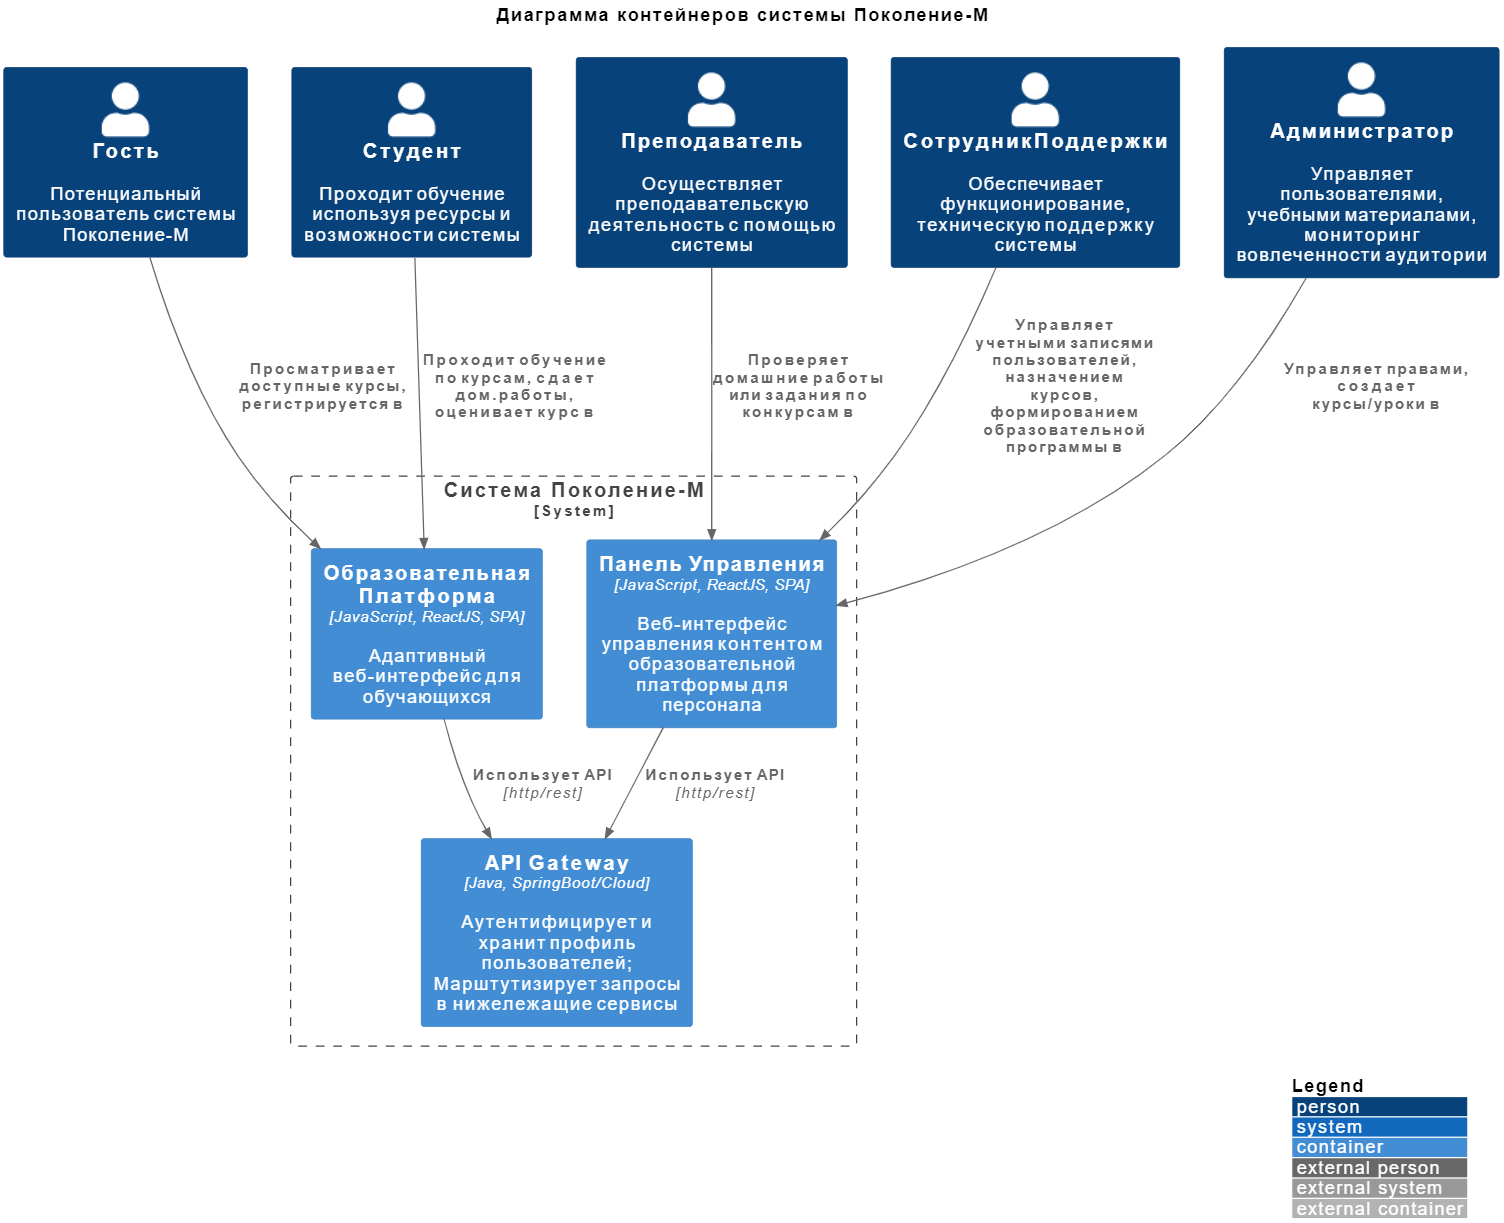 Диаграмма контейнеров системы Поколение-М
Гость
Потенциальный
пользователь системы
Поколение-М
Студент
Проходит обучение
используя ресурсы и
возможности системы
Преподаватель
Осуществляет
преподавательскую
деятельность с помощью
системы
СотрудникПоддержки
Обеспечивает
функционирование,
техническую поддержку
системы
Администратор
Управляет
пользователями,
учебными материалами,
мониторинг
вовлеченности аудитории
Просматривает
доступные курсы,
регистрируется в
Проходит обучение
по курсам, сдает
дом.работы,
оценивает курс в
Проверяет
домашние работы
или задания по
конкурсам в
Управляет
учетными записями
пользователей,
назначением
курсов,
формированием
образовательной
программы в
Управляет правами,
создает
курсы/уроки в
Система Поколение-М
[System]
Образовательная
Платформа
[JavaScript, ReactJS, SPA]
Адаптивный
веб-интерфейс для
обучающихся
Панель Управления
[JavaScript, ReactJS, SPA]
Веб-интерфейс
управления контентом
образовательной
платформы для
персонала
Использует API
[http/rest]
Использует API
[http/rest]
API Gateway
[Java, SpringBoot/Cloud]
Аутентифицирует и
хранит профиль
пользователей;
Марштутизирует запросы
в нижележащие сервисы
Legend
person
system
container
external person
external system
external container